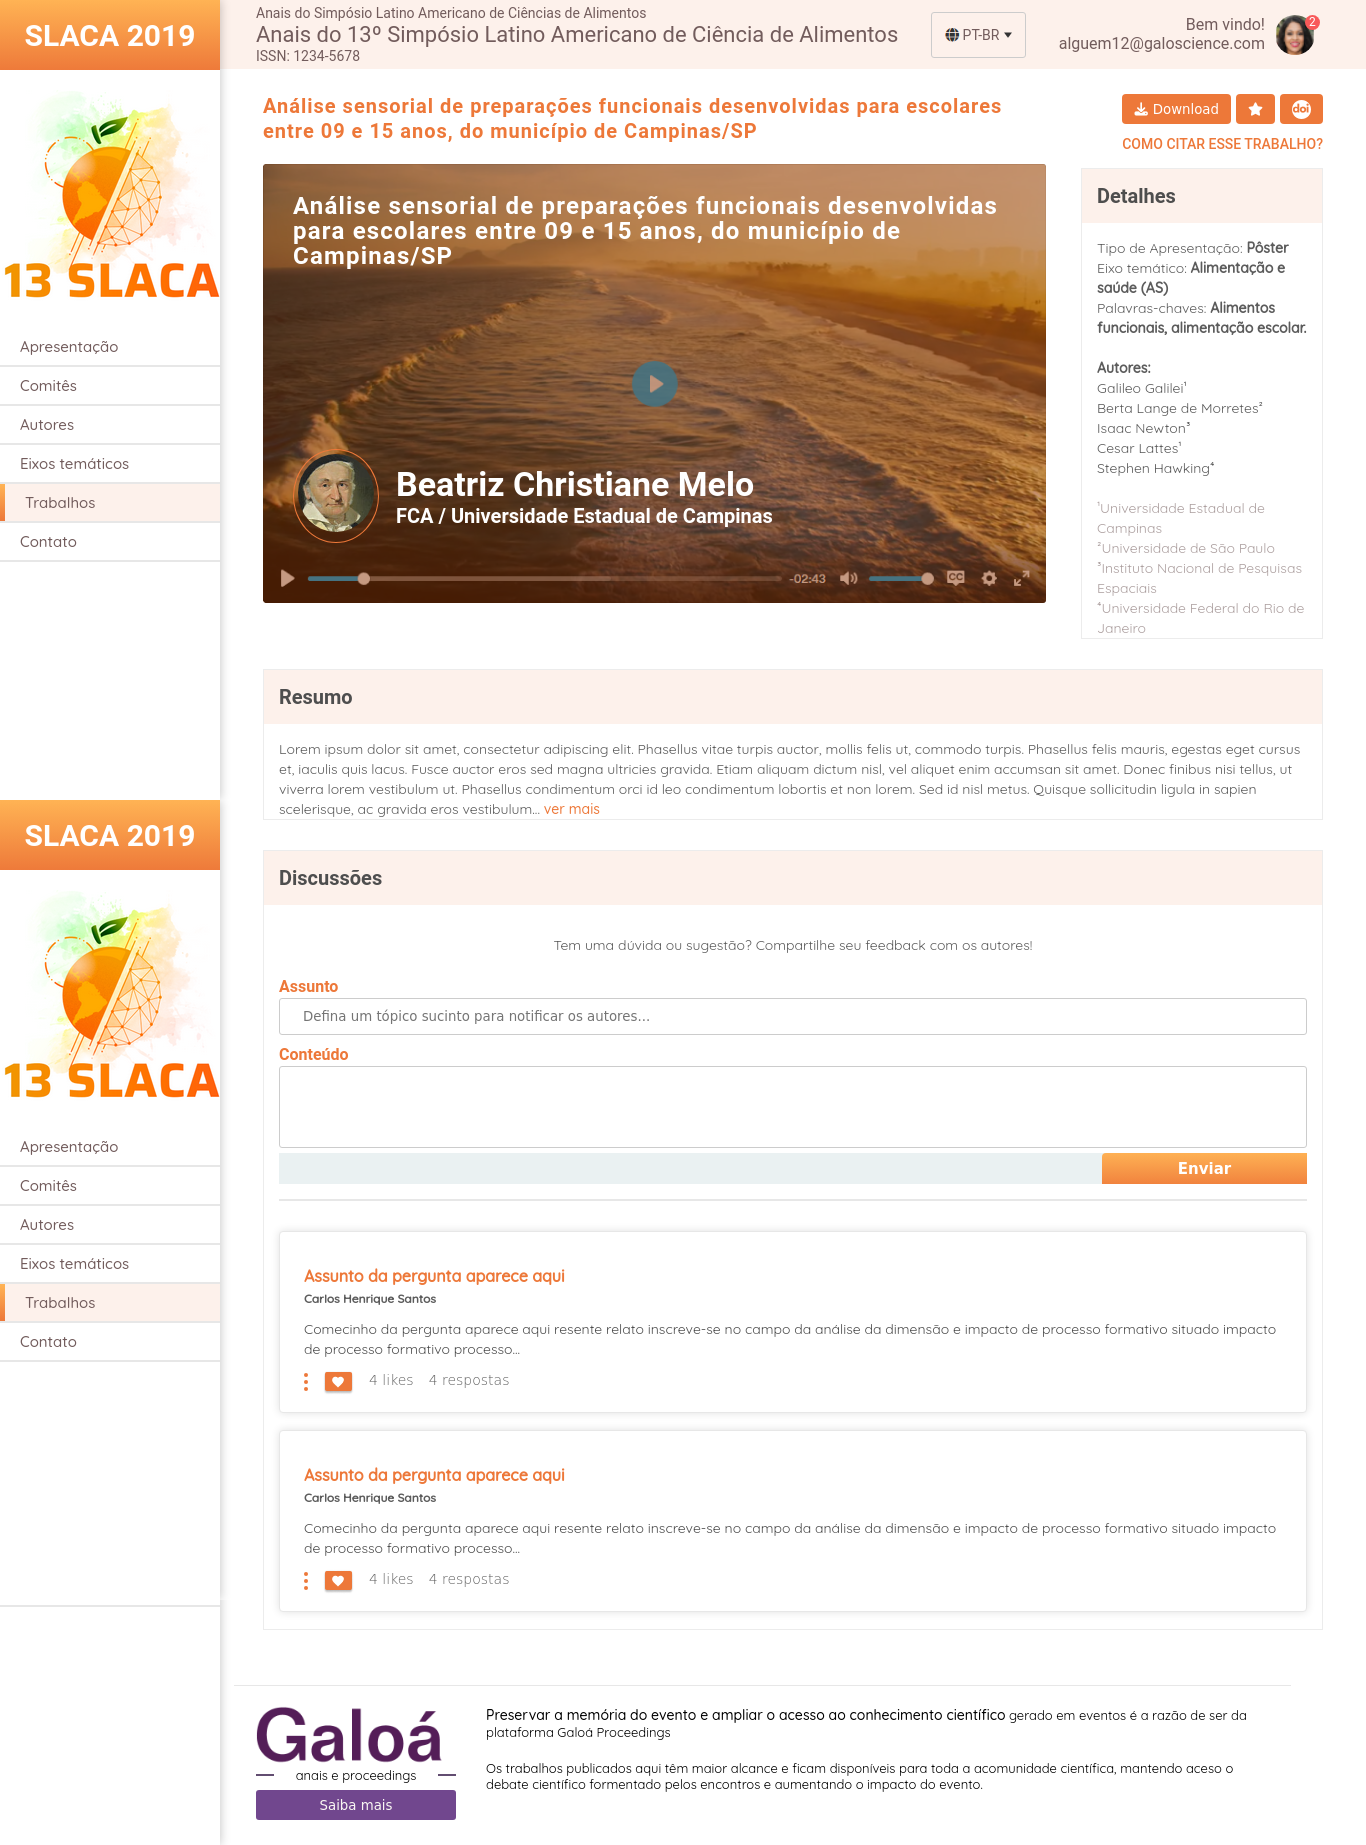 SLACA 2019
13 SLACA
Apresentação
Comitês
Autores
Eixos temáticos
Trabalhos
Contato
Anais do Simpósio Latino Americano de Ciências de Alimentos
Anais do 13º Simpósio Latino Americano de Ciência de Alimentos
ISSN: 1234-5678
PT-BR
Bem vindo!
alguem12@galoscience.com
2
Análise sensorial de preparações funcionais desenvolvidas para escolares
entre 09 e 15 anos, do município de Campinas/SP
Download
doi
COMO CITAR ESSE TRABALHO?
Análise sensorial de preparações funcionais desenvolvidas
para escolares entre 09 e 15 anos, do município de
Campinas/SP
Beatriz Christiane Melo
FCA / Universidade Estadual de Campinas
-02:43
CC
Detalhes
Tipo de Apresentação: Pôster
Eixo temático: Alimentação e
saúde (AS)
Palavras-chaves: Alimentos
funcionais, alimentação escolar.
Autores:
Galileo Galilei¹
Berta Lange de Morretes²
Isaac Newton³
Cesar Lattes¹
Stephen Hawking⁴
¹Universidade Estadual de
Campinas
²Universidade de São Paulo
³Instituto Nacional de Pesquisas
Espaciais
⁴Universidade Federal do Rio de
Janeiro
Resumo
Lorem ipsum dolor sit amet, consectetur adipiscing elit. Phasellus vitae turpis auctor, mollis felis ut, commodo turpis. Phasellus felis mauris, egestas eget cursus
et, iaculis quis lacus. Fusce auctor eros sed magna ultricies gravida. Etiam aliquam dictum nisl, vel aliquet enim accumsan sit amet. Donec finibus nisi tellus, ut
viverra lorem vestibulum ut. Phasellus condimentum orci id leo condimentum lobortis et non lorem. Sed id nisl metus. Quisque sollicitudin ligula in sapien
scelerisque, ac gravida eros vestibulum... ver mais
SLACA 2019
13 SLACA
Apresentação
Comitês
Autores
Eixos temáticos
Trabalhos
Contato
Discussões
Tem uma dúvida ou sugestão? Compartilhe seu feedback com os autores!
Assunto
Defina um tópico sucinto para notificar os autores...
Conteúdo
Enviar
Assunto da pergunta aparece aqui
Carlos Henrique Santos
Comecinho da pergunta aparece aqui resente relato inscreve-se no campo da análise da dimensão e impacto de processo formativo situado impacto
de processo formativo processo...
4 likes 4 respostas
Assunto da pergunta aparece aqui
Carlos Henrique Santos
Comecinho da pergunta aparece aqui resente relato inscreve-se no campo da análise da dimensão e impacto de processo formativo situado impacto
de processo formativo processo...
4 likes 4 respostas
Galoá
anais e proceedings
Saiba mais
Preservar a memória do evento e ampliar o acesso ao conhecimento científico gerado em eventos é a razão de ser da
plataforma Galoá Proceedings
Os trabalhos publicados aqui têm maior alcance e ficam disponíveis para toda a acomunidade científica, mantendo aceso o
debate científico formentado pelos encontros e aumentando o impacto do evento.